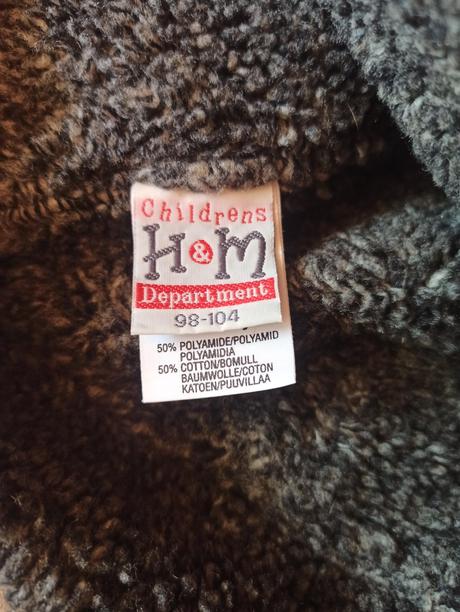 Childrens
H&M
Department
98-104
50% POLYAMIDE/POLYAMID
POLYAMIDIA
50% COTTON/BOMULL
BAUMWOLLE/COTON
KATOEN/PUUVILLAA